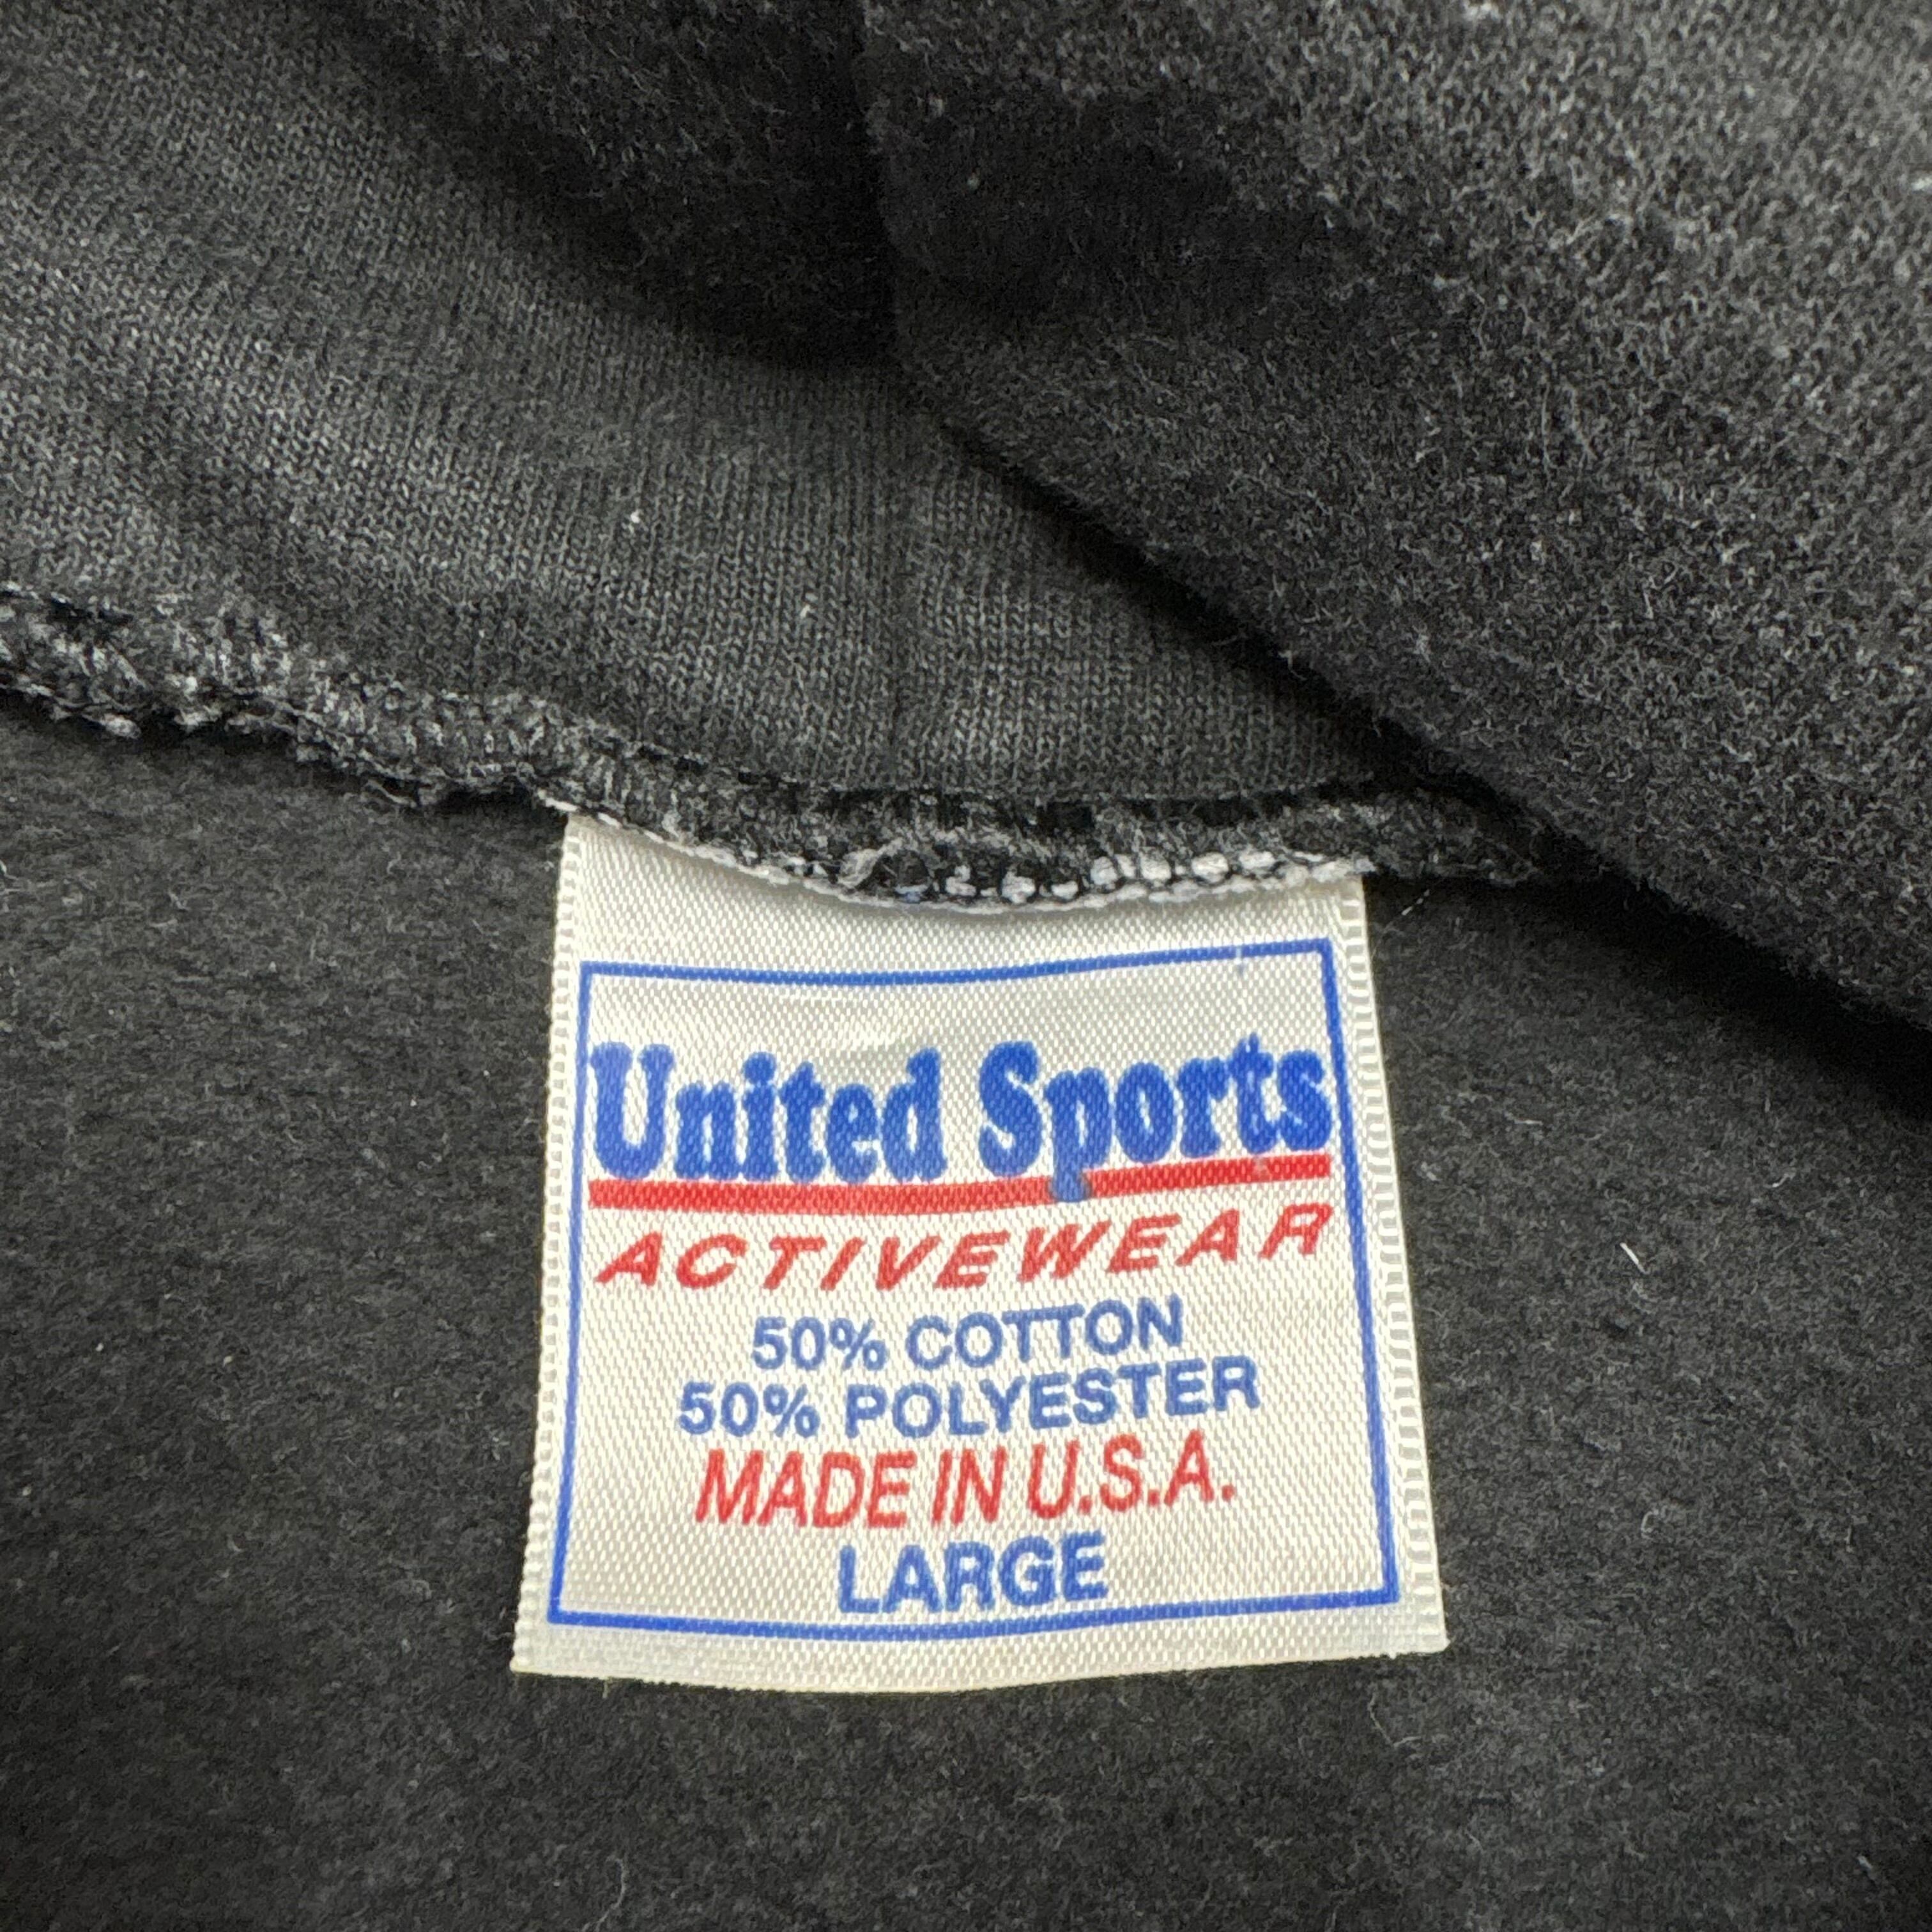 United Sports
ACTIVEWEAR
50% COTTON
50% POLYESTER
MADE IN U.S.A.
LARGE